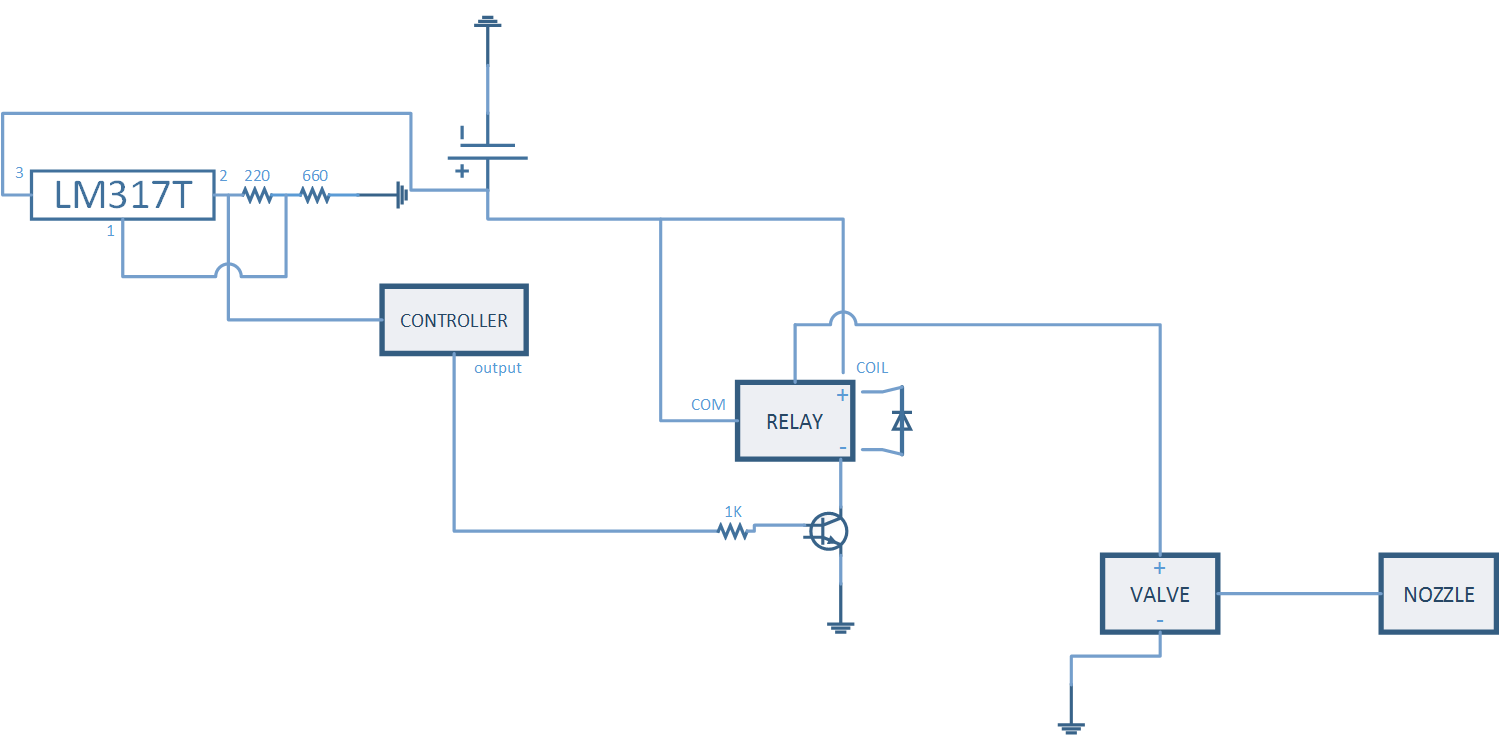 −
+
3
LM317T
2
220
660
1
CONTROLLER
output
COIL
COM
+
RELAY
-
1K
+
VALVE
-
NOZZLE